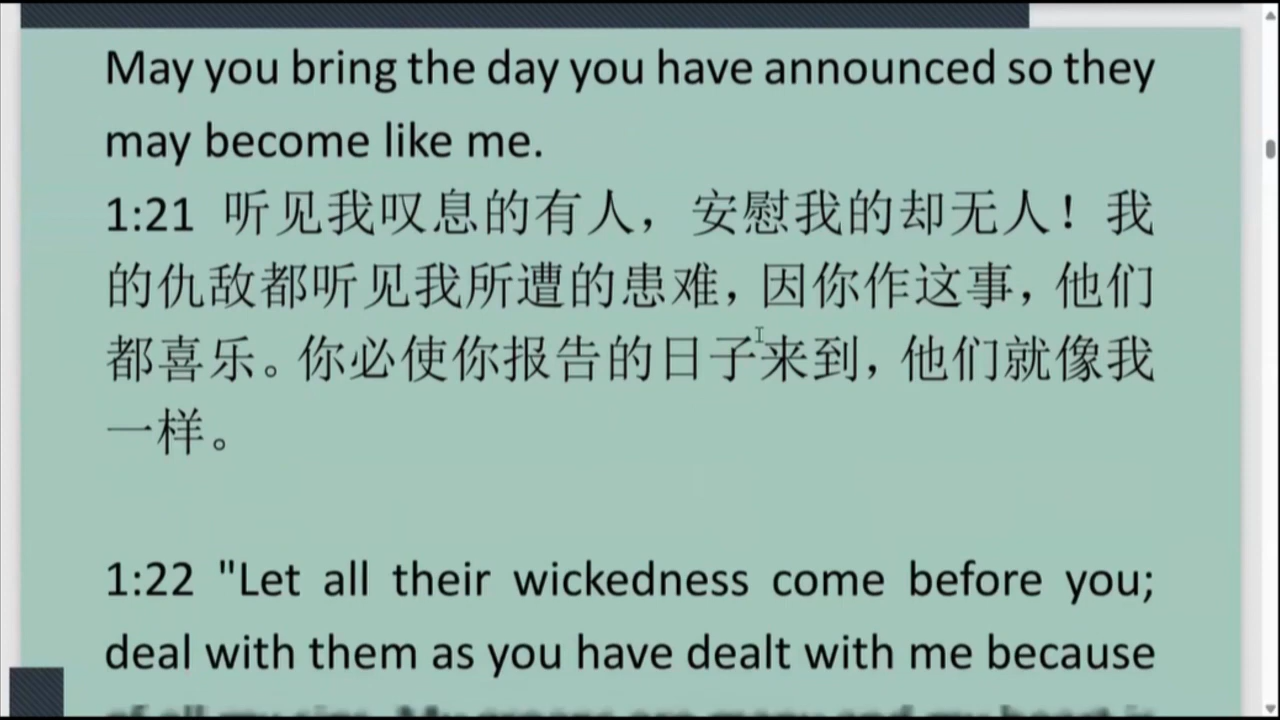 May you bring the day you have announced so they
may become like me.
1:21 听见我叹息的有人，安慰我的却无人！我
的仇敌都听见我所遭的患难，因你作这事，他们
都喜乐。你必使你报告的日子来到，他们就像我
一样。
1:22 "Let all their wickedness come before you;
deal with them as you have dealt with me because